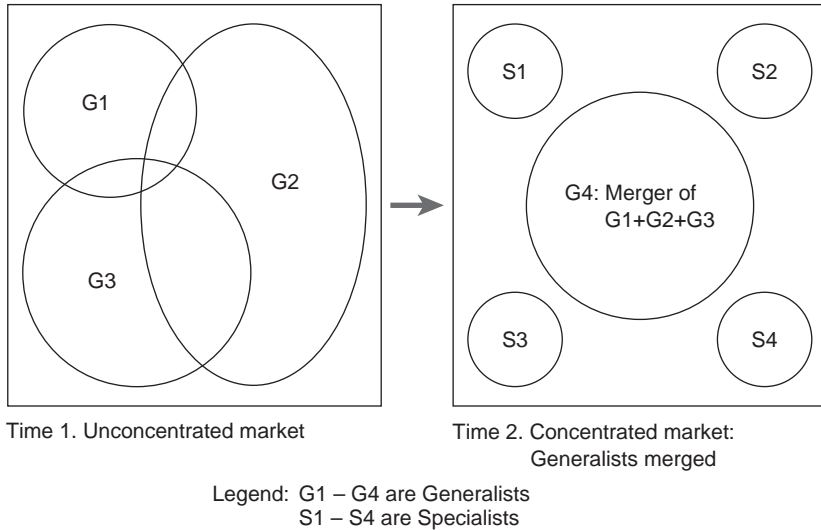 G1
G2
G3
S1
S2
G4: Merger of
G1+G2+G3
S3
S4
Time 1. Unconcentrated market
Time 2. Concentrated market:
Generalists merged
Legend: G1 – G4 are Generalists
S1 – S4 are Specialists